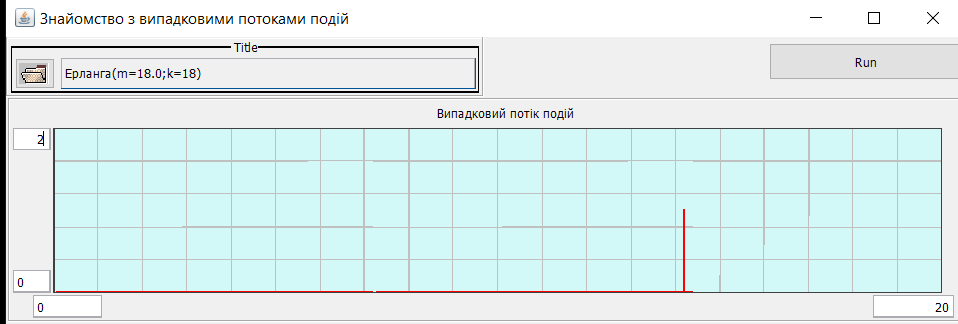 Знайомство з випадковими потоками подій
Title
Ерланга(m=18.0;k=18)
Run
Випадковий потік подій
2
0
0
20